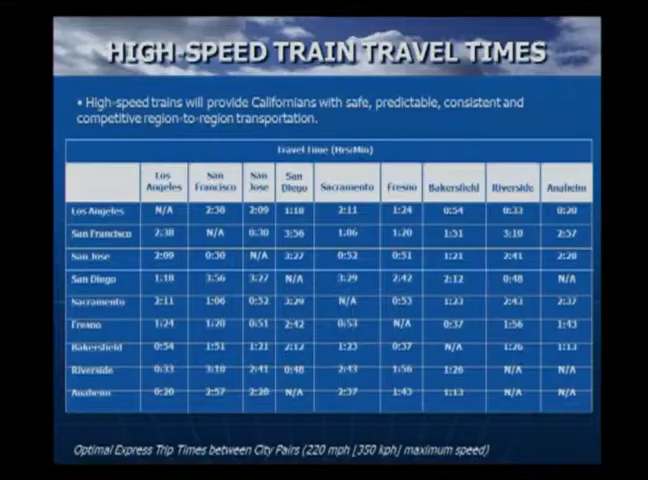 HIGH-SPEED TRAIN TRAVEL TIMES
• High-speed trains will provide Californians with safe, predictable, consistent and
competitive region-to-region transportation.
Travel Time (Hrs:Min)
Los Angeles San Francisco San Jose San Diego Sacramento Fresno Bakersfield Riverside Anaheim
Los Angeles N/A 2:38 2:09 1:18 2:11 1:24 0:54 0:33 0:20
San Francisco 2:38 N/A 0:30 3:56 1:06 1:20 1:51 3:10 2:57
San Jose 2:09 0:30 N/A 3:27 0:52 0:51 1:21 2:41 2:28
San Diego 1:18 3:56 3:27 N/A 3:29 2:42 2:12 0:48 N/A
Sacramento 2:11 1:06 0:52 3:29 N/A 0:53 1:23 2:43 2:37
Fresno 1:24 1:20 0:51 2:42 0:53 N/A 0:37 1:56 1:43
Bakersfield 0:54 1:51 1:21 2:12 1:23 0:37 N/A 1:26 1:13
Riverside 0:33 3:10 2:41 0:48 2:43 1:56 1:26 N/A N/A
Anaheim 0:20 2:57 2:28 N/A 2:37 1:43 1:13 N/A N/A
Optimal Express Trip Times between City Pairs (220 mph [350 kph] maximum speed)